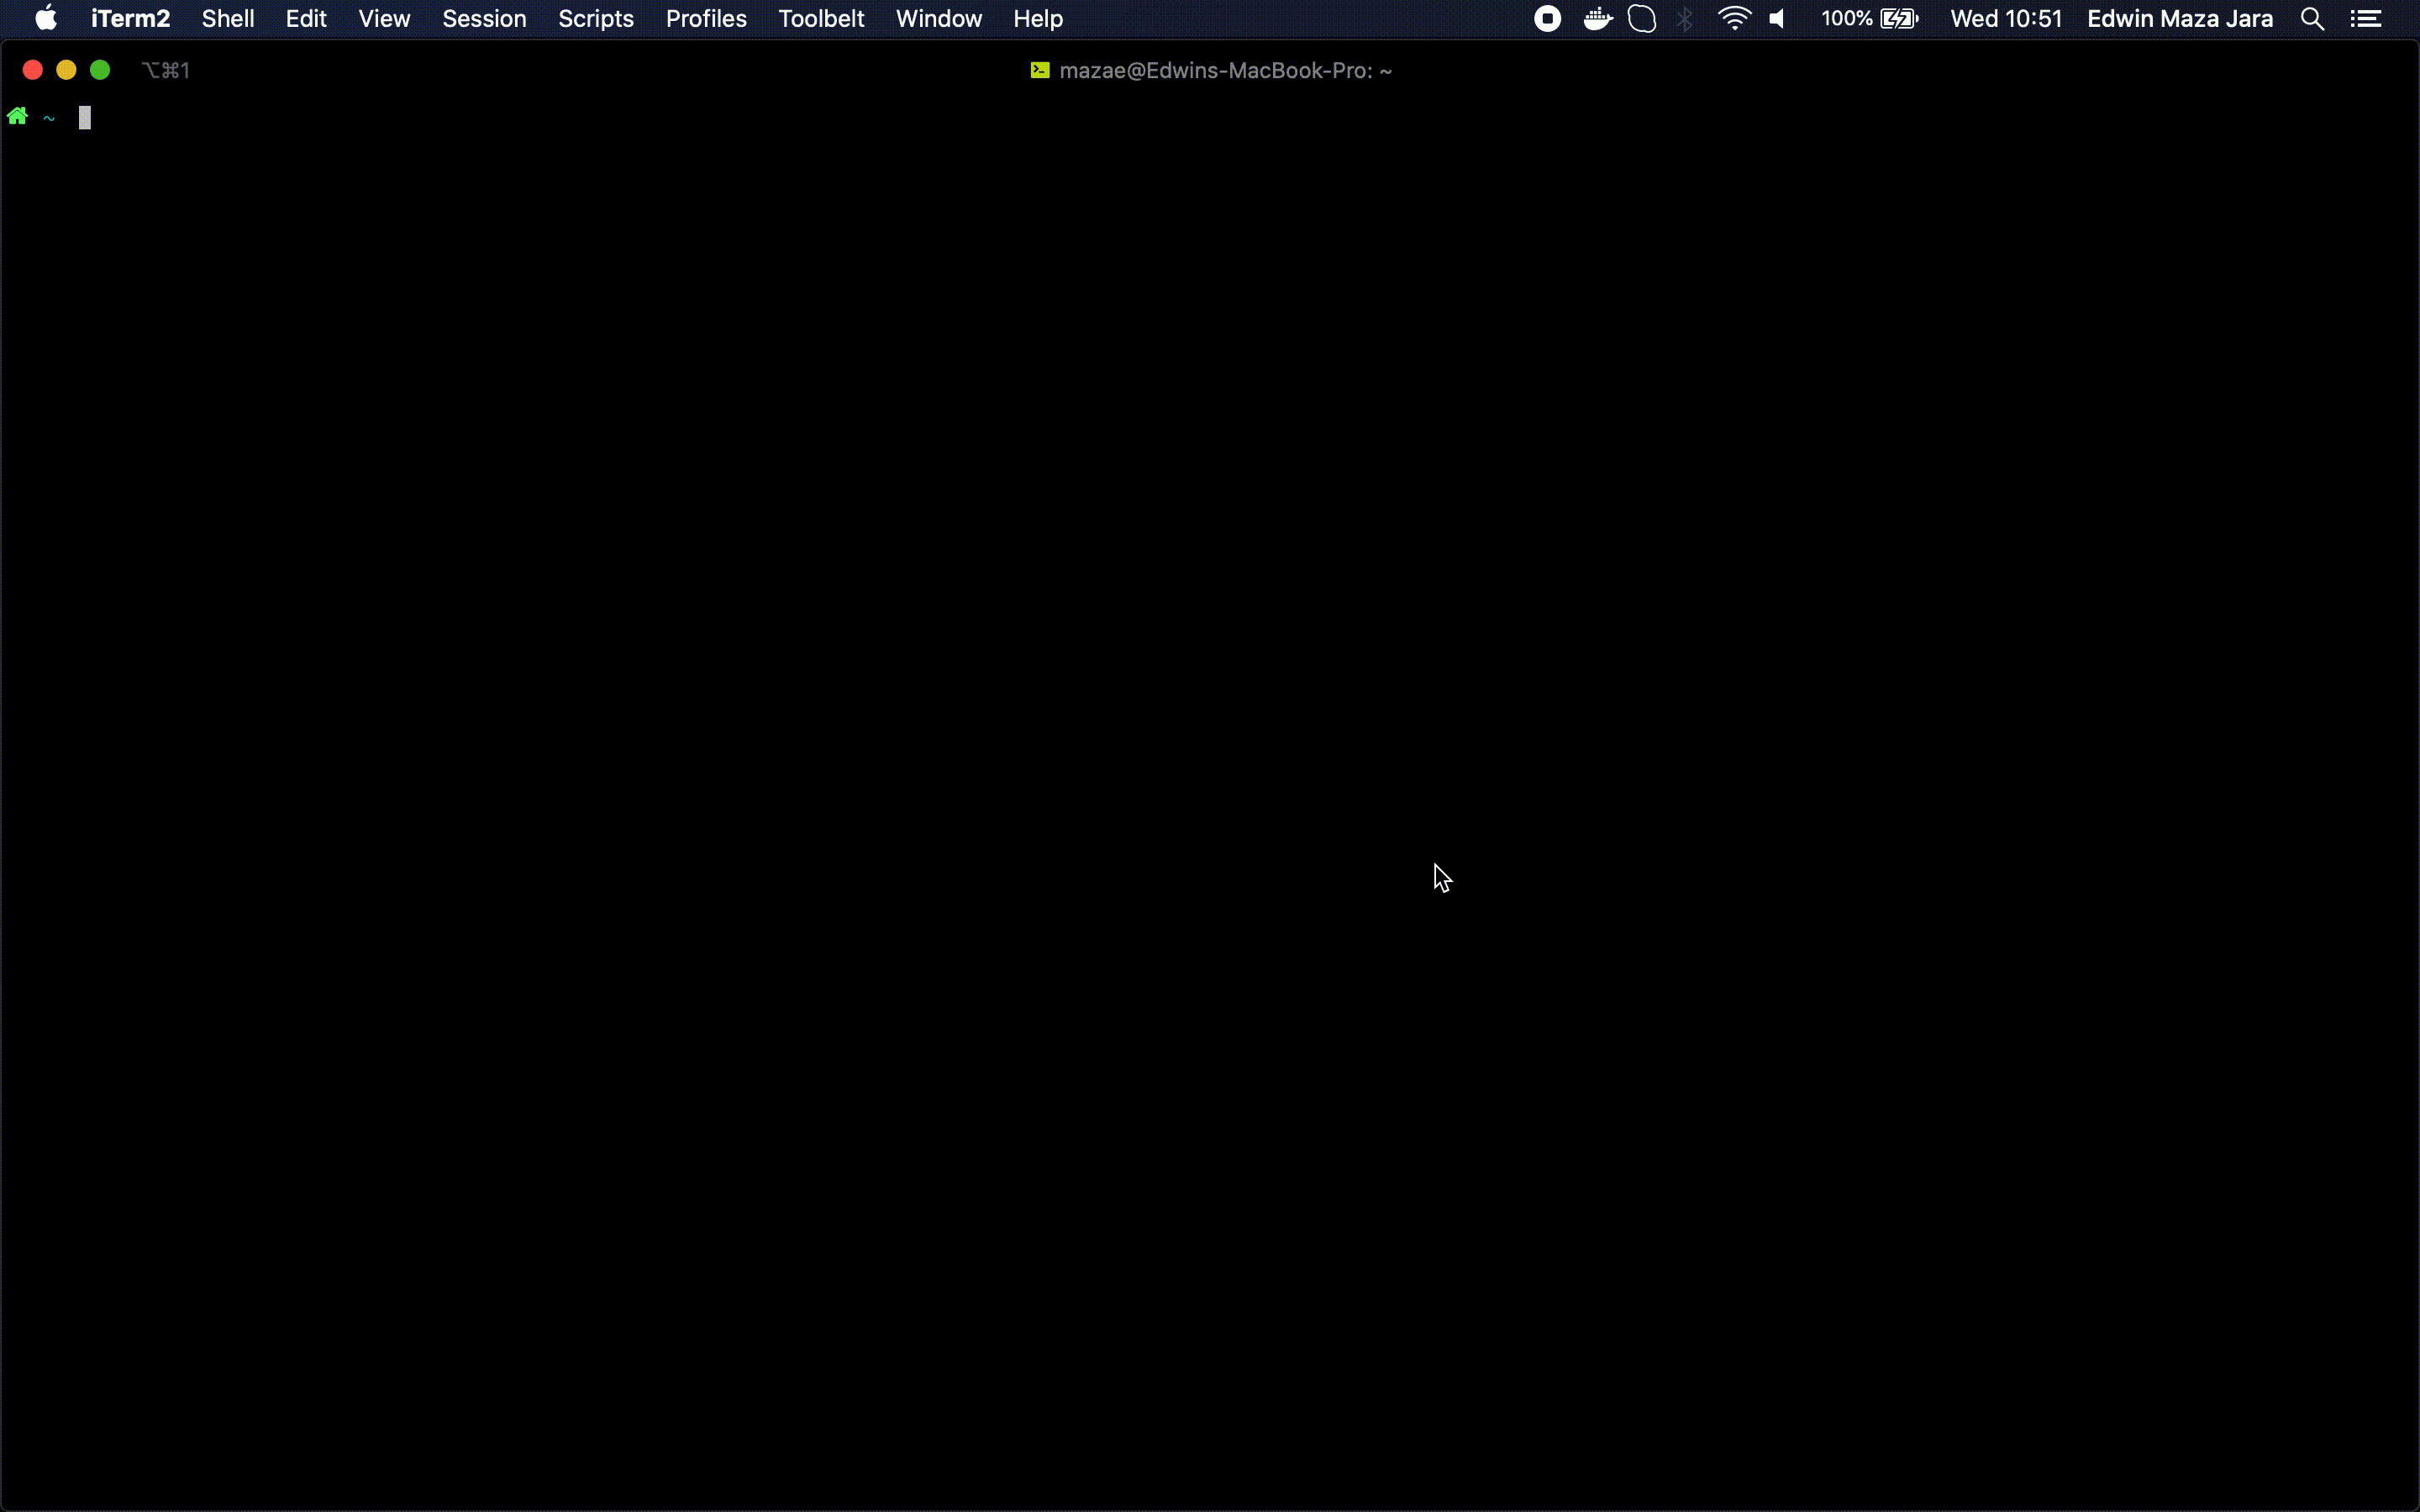 iTerm2 Shell Edit View Session Scripts Profiles Toolbelt Window Help 100% Wed 10:51 Edwin Maza Jara
⌥⌘1 mazae@Edwins-MacBook-Pro: ~
~